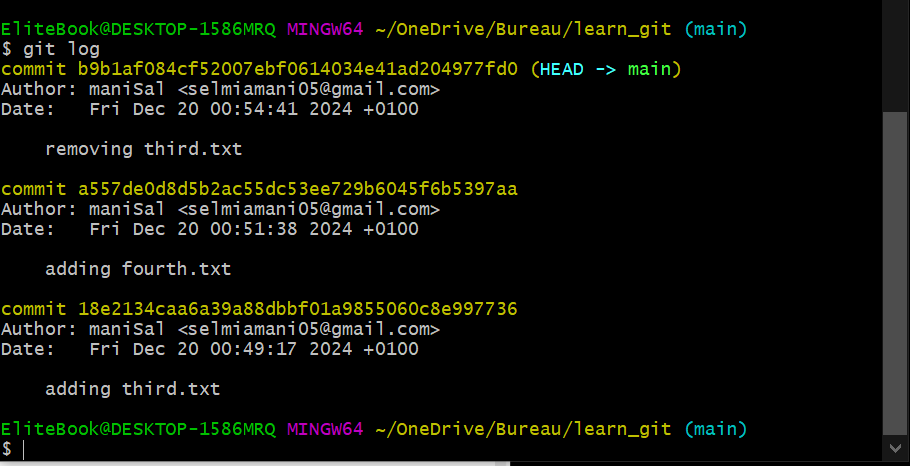 EliteBook@DESKTOP-1586MRQ MINGW64 ~/OneDrive/Bureau/learn_git (main)
$ git log
commit b9b1af084cf52007ebf0614034e41ad204977fd0 (HEAD -> main)
Author: maniSal <selmiamani05@gmail.com>
Date:   Fri Dec 20 00:54:41 2024 +0100

    removing third.txt

commit a557de0d8d5b2ac55dc53ee729b6045f6b5397aa
Author: maniSal <selmiamani05@gmail.com>
Date:   Fri Dec 20 00:51:38 2024 +0100

    adding fourth.txt

commit 18e2134caa6a39a88dbbf01a9855060c8e997736
Author: maniSal <selmiamani05@gmail.com>
Date:   Fri Dec 20 00:49:17 2024 +0100

    adding third.txt

EliteBook@DESKTOP-1586MRQ MINGW64 ~/OneDrive/Bureau/learn_git (main)
$